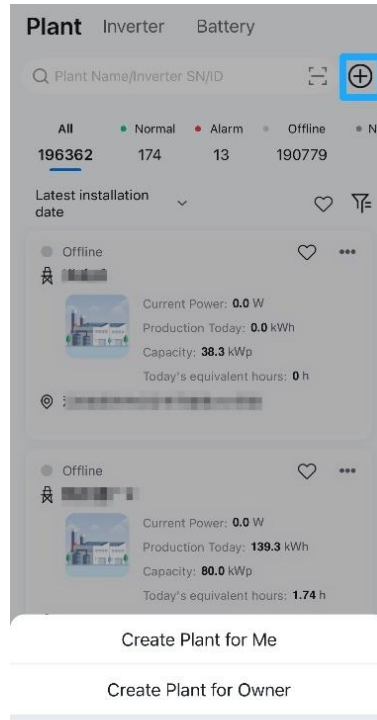 Plant Inverter Battery
Plant Name/Inverter SN/ID
All Normal Alarm Offline N
196362 174 13 190779
Latest installation
date
Offline
Current Power: 0.0 W
Production Today: 0.0 kWh
Capacity: 38.3 kWp
Today's equivalent hours: 0 h
Offline
Current Power: 0.0 W
Production Today: 139.3 kWh
Capacity: 80.0 kWp
Today's equivalent hours: 1.74 h
Create Plant for Me
Create Plant for Owner